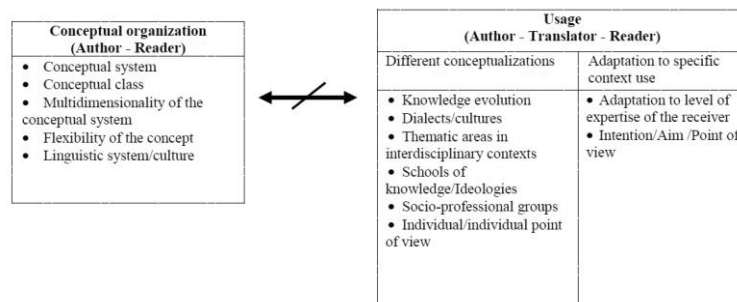 Conceptual organization
(Author - Reader)
• Conceptual system
• Conceptual class
• Multidimensionality of the
conceptual system
• Flexibility of the concept
• Linguistic system/culture
Usage
(Author - Translator - Reader)
Different conceptualizations
• Knowledge evolution
• Dialects/cultures
• Thematic areas in
interdisciplinary contexts
• Schools of
knowledge/Ideologies
• Socio-professional groups
• Individual/individual point
of view
Adaptation to specific
context use
• Adaptation to level of
expertise of the receiver
• Intention/Aim /Point of
view